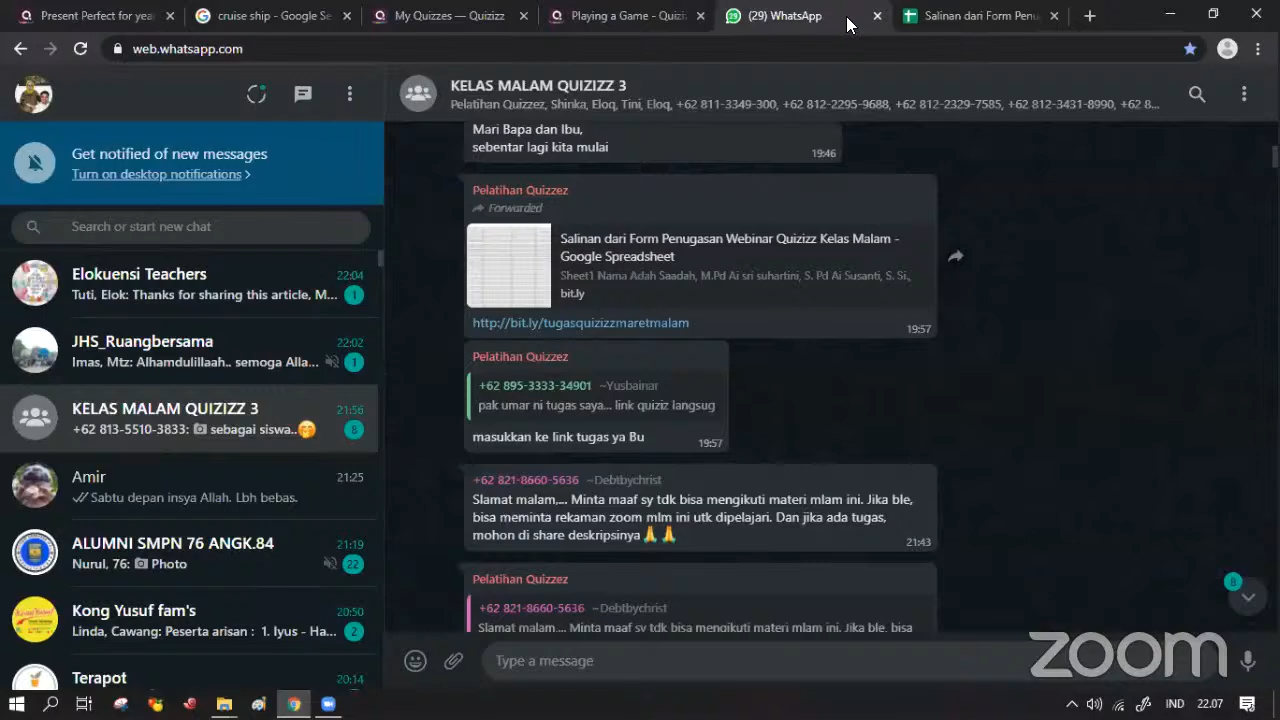 Present Perfect for year
cruise ship - Google Se
My Quizzes — Quizizz
Playing a Game - Quizi
(29) WhatsApp
Salinan dari Form Penu
web.whatsapp.com
KELAS MALAM QUIZIZZ 3
Pelatihan Quizzez, Shinka, Eloq, Tini, Eloq, +62 811-3349-300, +62 812-2295-9688, +62 812-2329-7585, +62 812-3431-8990, +62 8...
Get notified of new messages
Turn on desktop notifications >
Search or start new chat
Elokuensi Teachers 22:04
Tuti, Elok: Thanks for sharing this article, M... 1
JHS_Ruangbersama 22:02
Imas, Mtz: Alhamdulillaah.. semoga Alla... 1
KELAS MALAM QUIZIZZ 3 21:56
+62 813-5510-3833: sebagai siswa..🤭 8
Amir 21:25
Sabtu depan insya Allah. Lbh bebas.
ALUMNI SMPN 76 ANGK.84 21:19
Nurul, 76: Photo 22
Kong Yusuf fam's 20:50
Linda, Cawang: Peserta arisan : 1. Iyus - Ha... 2
Terapot 20:14
Mari Bapa dan Ibu,
sebentar lagi kita mulai
19:46
Pelatihan Quizzez
Forwarded
Salinan dari Form Penugasan Webinar Quizizz Kelas Malam -
Google Spreadsheet
Sheet1 Nama Adah Saadah, M.Pd Ai sri suhartini, S. Pd Ai Susanti, S. Si.,
bit.ly
http://bit.ly/tugasquizizzmaretmalam
19:57
Pelatihan Quizzez
+62 895-3333-34901 ~Yusbainar
pak umar ni tugas saya... link quiziz langsug
masukkan ke link tugas ya Bu
19:57
+62 821-8660-5636 ~Debtbychrist
Slamat malam,... Minta maaf sy tdk bisa mengikuti materi mlam ini. Jika ble,
bisa meminta rekaman zoom mlm ini utk dipelajari. Dan jika ada tugas,
mohon di share deskripsinya 🙏 🙏
21:43
Pelatihan Quizzez
+62 821-8660-5636 ~Debtbychrist
Slamat malam,... Minta maaf sy tdk bisa mengikuti materi mlam ini. Jika ble, bisa
8
Type a message
zoom
IND 22.07